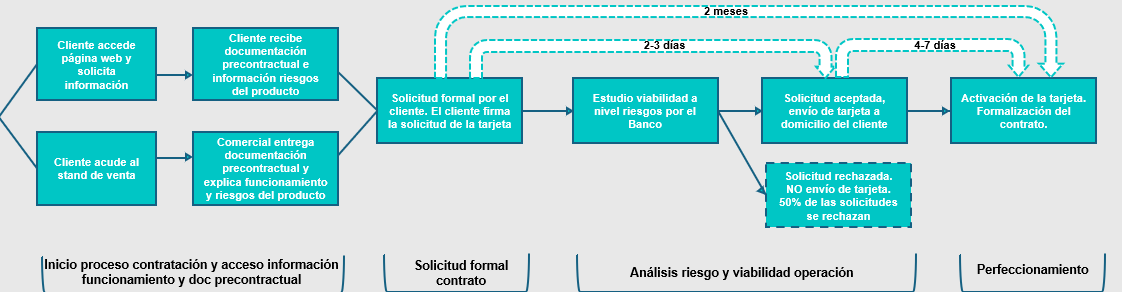 2 meses
2-3 días
4-7 días
Cliente accede
página web y
solicita
información
Cliente recibe
documentación
precontractual e
información riesgos
del producto
Cliente acude al
stand de venta
Comercial entrega
documentación
precontractual y
explica funcionamiento
y riesgos del producto
Solicitud formal por el
cliente. El cliente firma
la solicitud de la tarjeta
Estudio viabilidad a
nivel riesgos por el
Banco
Solicitud aceptada,
envío de tarjeta a
domicilio del cliente
Activación de la tarjeta.
Formalización del
contrato.
Solicitud rechazada.
NO envío de tarjeta.
50% de las solicitudes
se rechazan
Inicio proceso contratación y acceso información
funcionamiento y doc precontractual
Solicitud formal
contrato
Análisis riesgo y viabilidad operación
Perfeccionamiento